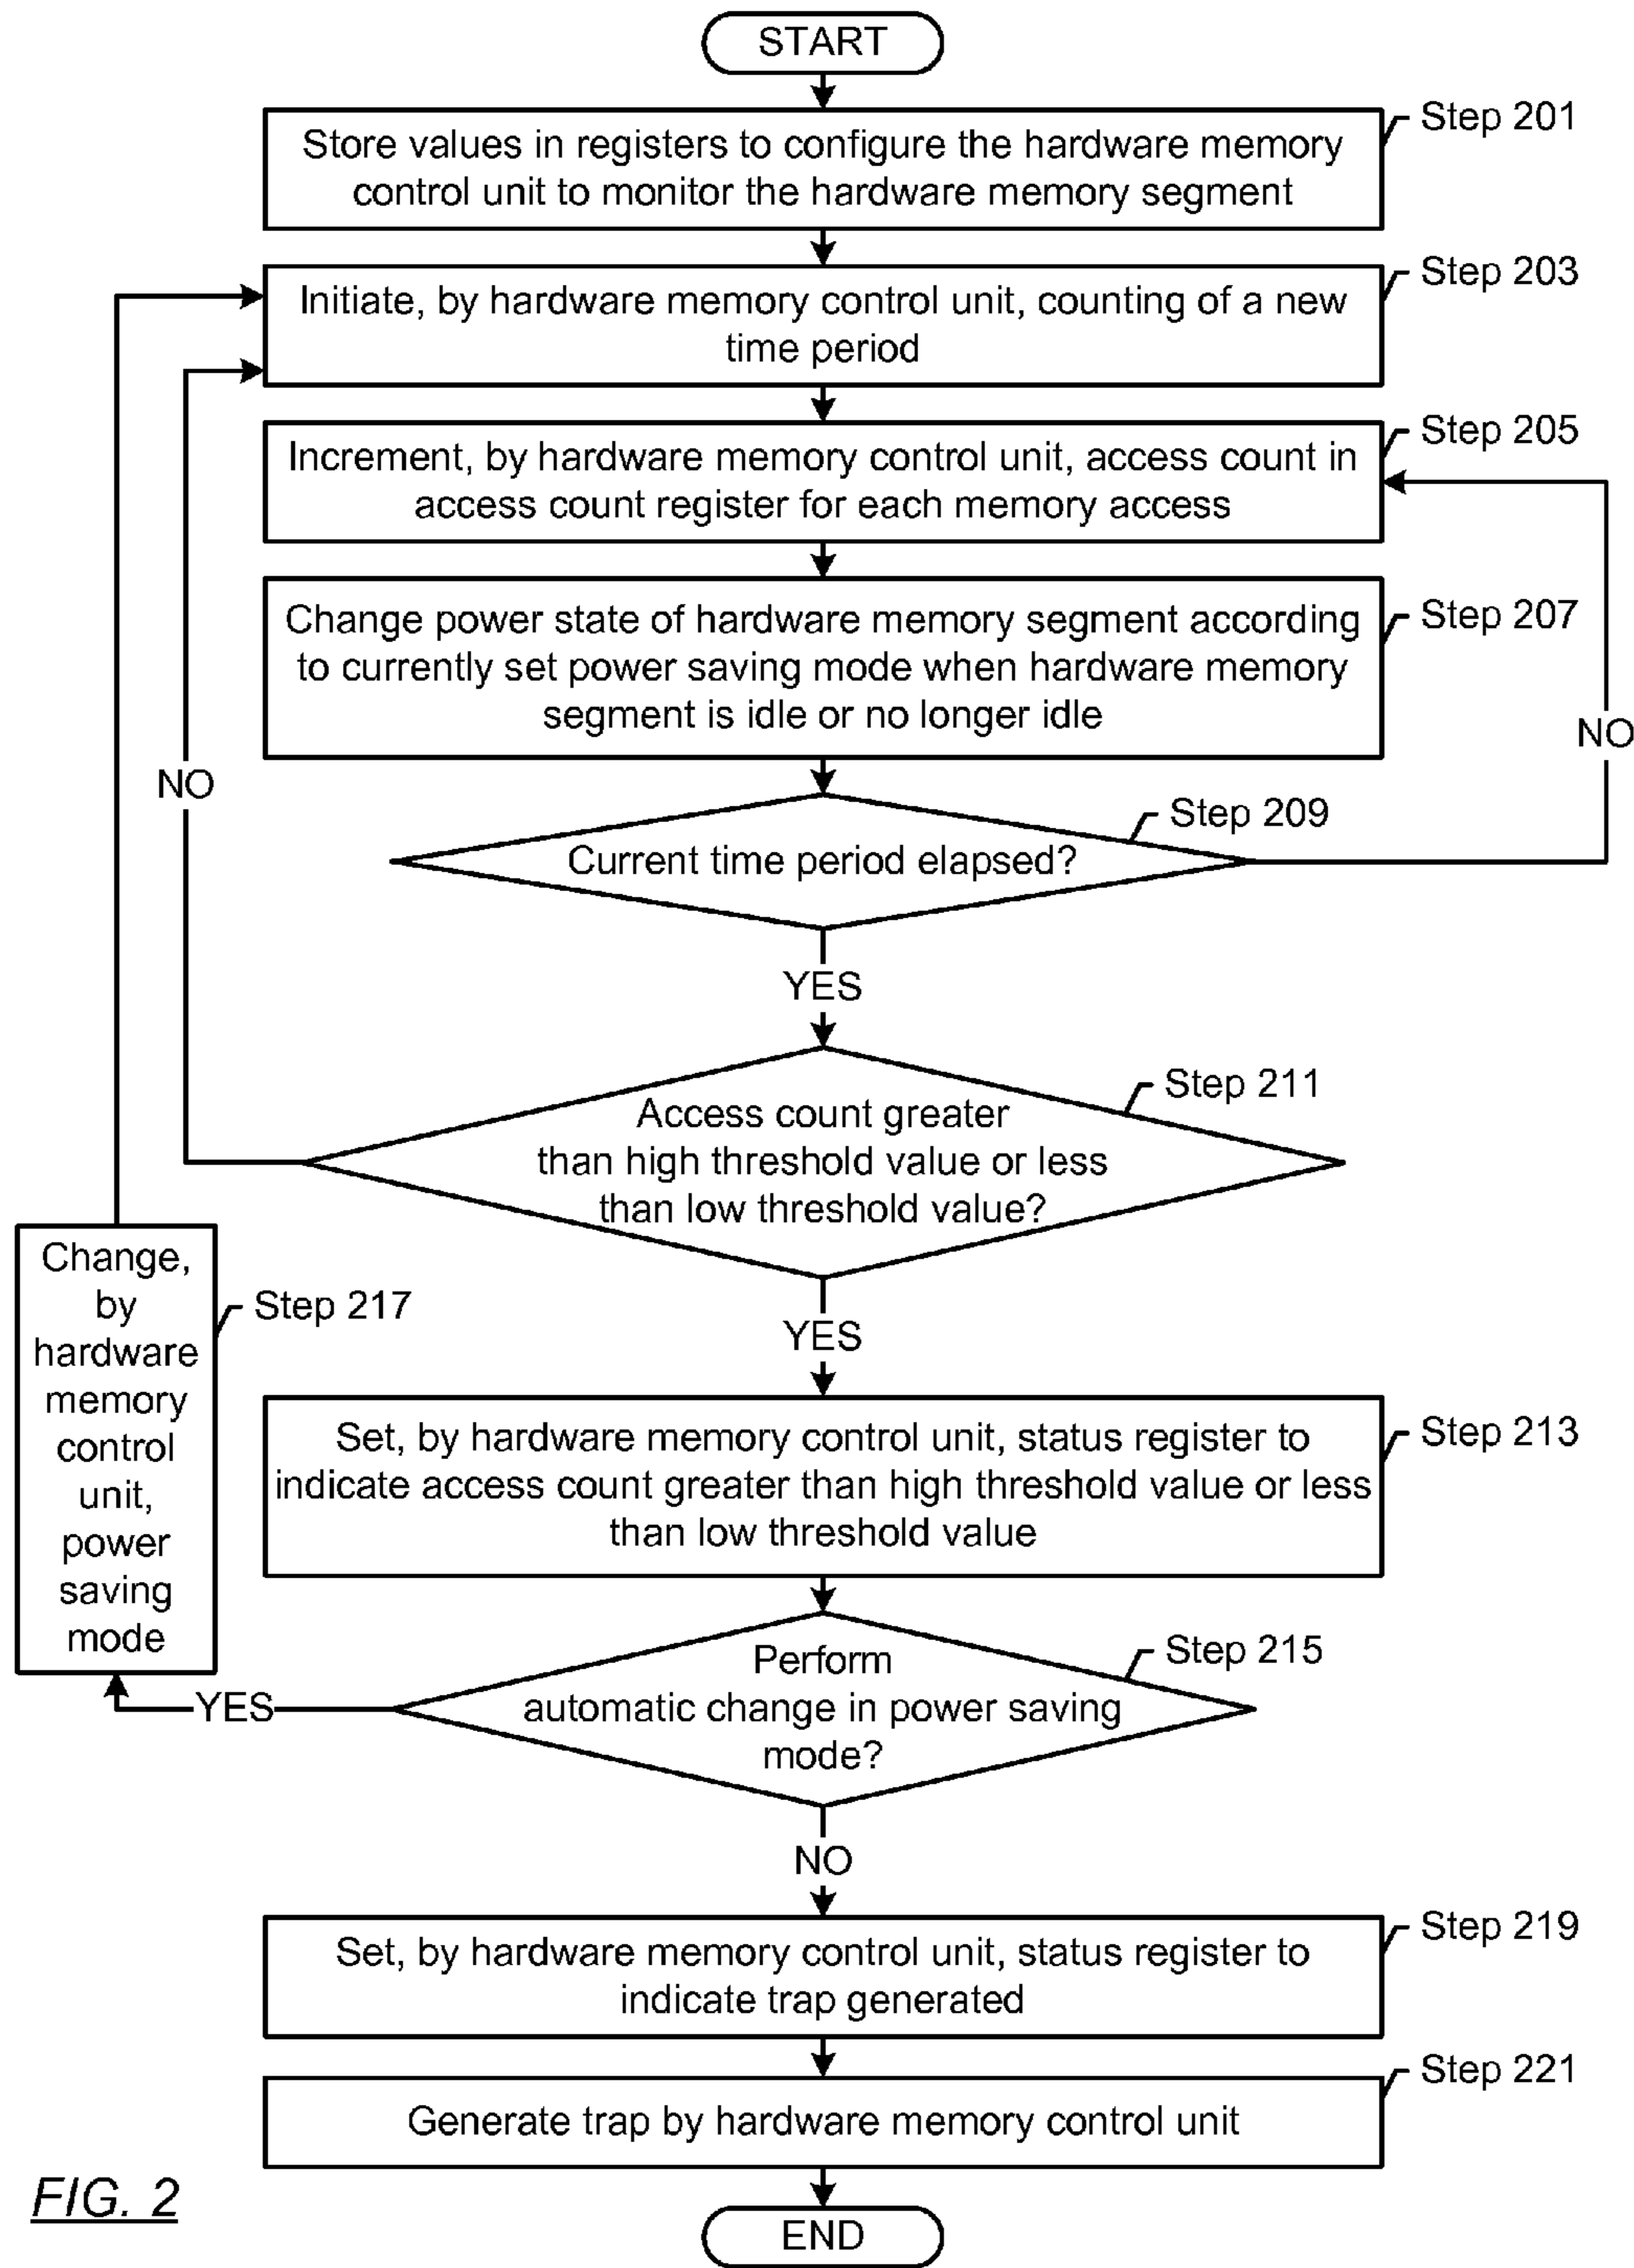 START
Step 201
Store values in registers to configure the hardware memory
control unit to monitor the hardware memory segment
Step 203
Initiate, by hardware memory control unit, counting of a new
time period
Step 205
Increment, by hardware memory control unit, access count in
access count register for each memory access
Step 207
Change power state of hardware memory segment according
to currently set power saving mode when hardware memory
segment is idle or no longer idle
NO
NO
Step 209
Current time period elapsed?
YES
Step 211
Access count greater
than high threshold value or less
than low threshold value?
YES
Change,
by
hardware
memory
control
unit,
power
saving
mode
Step 217
Step 213
Set, by hardware memory control unit, status register to
indicate access count greater than high threshold value or less
than low threshold value
Step 215
Perform
automatic change in power saving
mode?
YES
NO
Step 219
Set, by hardware memory control unit, status register to
indicate trap generated
Step 221
Generate trap by hardware memory control unit
FIG. 2
END